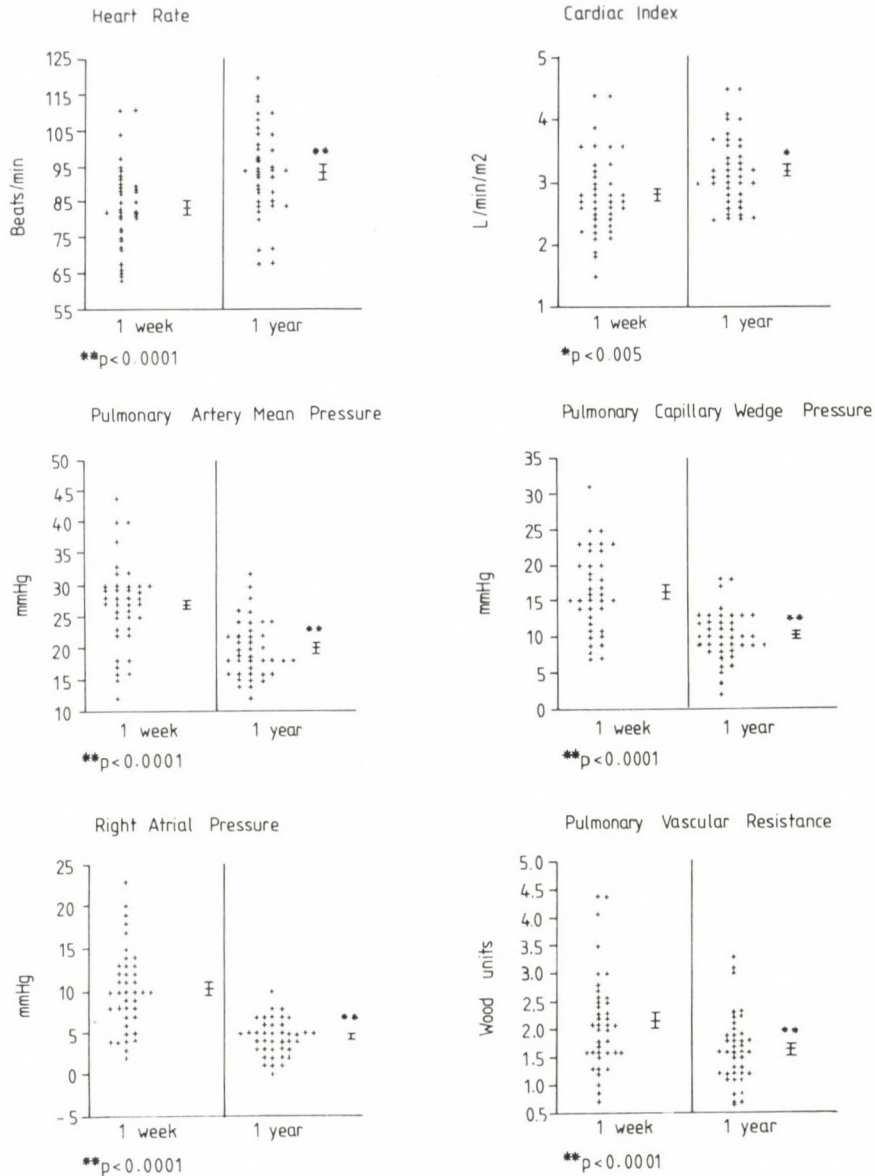 Heart Rate
125
115
105
95
85
75
65
55
Beats/min
**
1 week
1 year
**p<0.0001
Cardiac Index
5
4
3
2
1
L/min/m2
*
1 week
1 year
*p<0.005
Pulmonary Artery Mean Pressure
50
45
40
35
30
25
20
15
10
mmHg
**
1 week
1 year
**p<0.0001
Pulmonary Capillary Wedge Pressure
35
30
25
20
15
10
5
0
mmHg
**
1 week
1 year
**p<0.0001
Right Atrial Pressure
25
20
15
10
5
0
-5
mmHg
**
1 week
1 year
**p<0.0001
Pulmonary Vascular Resistance
5.0
4.5
4.0
3.5
3.0
2.5
2.0
1.5
1.0
0.5
Wood units
**
1 week
1 year
**p<0.0001